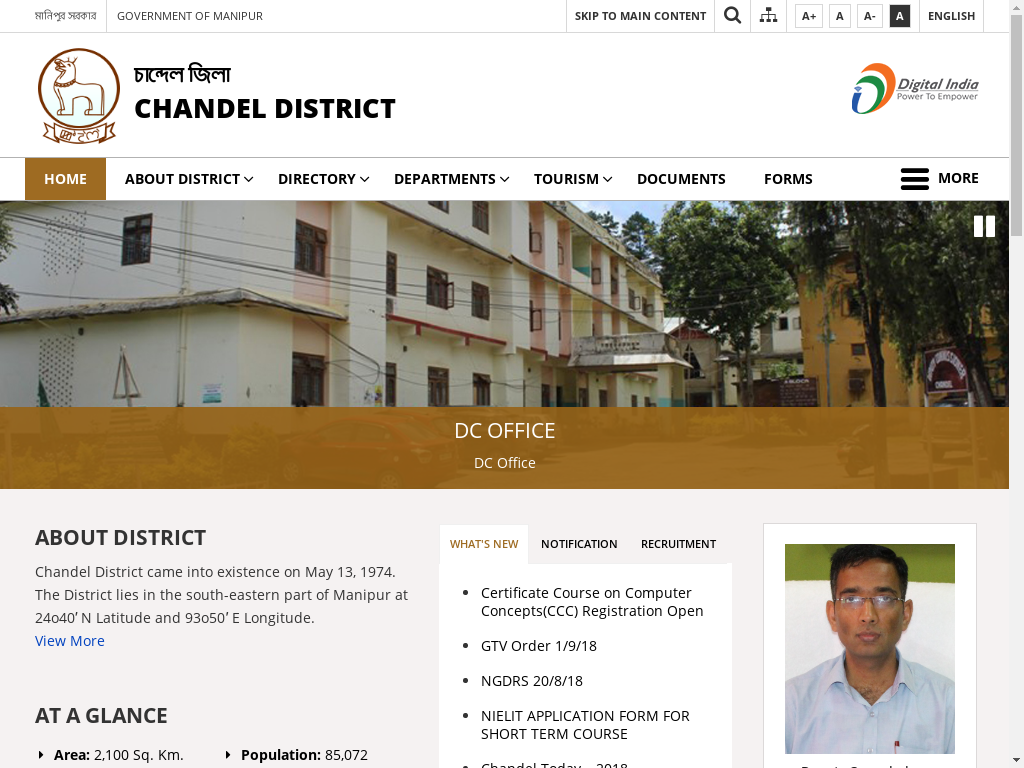 মানিপুর সরকার
GOVERNMENT OF MANIPUR
SKIP TO MAIN CONTENT
A+
A
A-
A
ENGLISH
চান্দেল জিলা
CHANDEL DISTRICT
Digital India
Power To Empower
HOME
ABOUT DISTRICT
DIRECTORY
DEPARTMENTS
TOURISM
DOCUMENTS
FORMS
MORE
DC OFFICE
DC Office
ABOUT DISTRICT
Chandel District came into existence on May 13, 1974.
The District lies in the south-eastern part of Manipur at
24o40′ N Latitude and 93o50′ E Longitude.
View More
AT A GLANCE
Area: 2,100 Sq. Km.
Population: 85,072
WHAT'S NEW
NOTIFICATION
RECRUITMENT
Certificate Course on Computer
Concepts(CCC) Registration Open
GTV Order 1/9/18
NGDRS 20/8/18
NIELIT APPLICATION FORM FOR
SHORT TERM COURSE